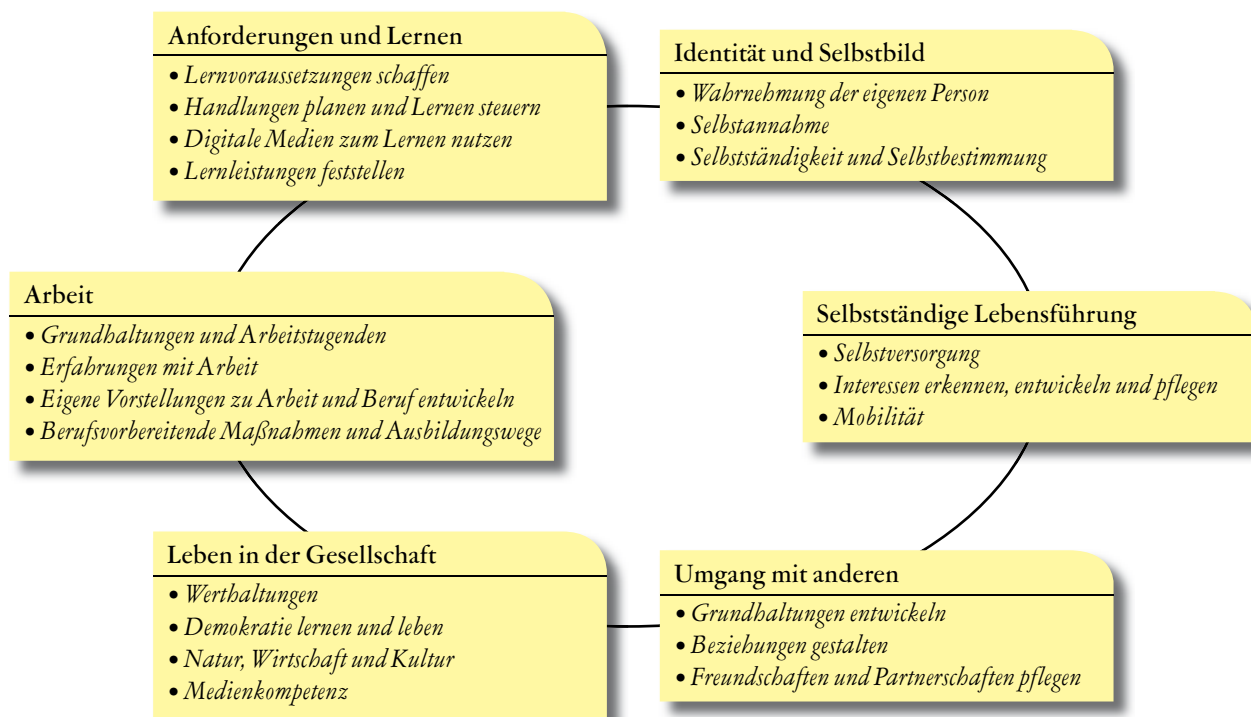 Anforderungen und Lernen
• Lernvoraussetzungen schaffen
• Handlungen planen und Lernen steuern
• Digitale Medien zum Lernen nutzen
• Lernleistungen feststellen
Identität und Selbstbild
• Wahrnehmung der eigenen Person
• Selbstannahme
• Selbstständigkeit und Selbstbestimmung
Arbeit
• Grundhaltungen und Arbeitstugenden
• Erfahrungen mit Arbeit
• Eigene Vorstellungen zu Arbeit und Beruf entwickeln
• Berufsvorbereitende Maßnahmen und Ausbildungswege
Selbstständige Lebensführung
• Selbstversorgung
• Interessen erkennen, entwickeln und pflegen
• Mobilität
Leben in der Gesellschaft
• Werthaltungen
• Demokratie lernen und leben
• Natur, Wirtschaft und Kultur
• Medienkompetenz
Umgang mit anderen
• Grundhaltungen entwickeln
• Beziehungen gestalten
• Freundschaften und Partnerschaften pflegen